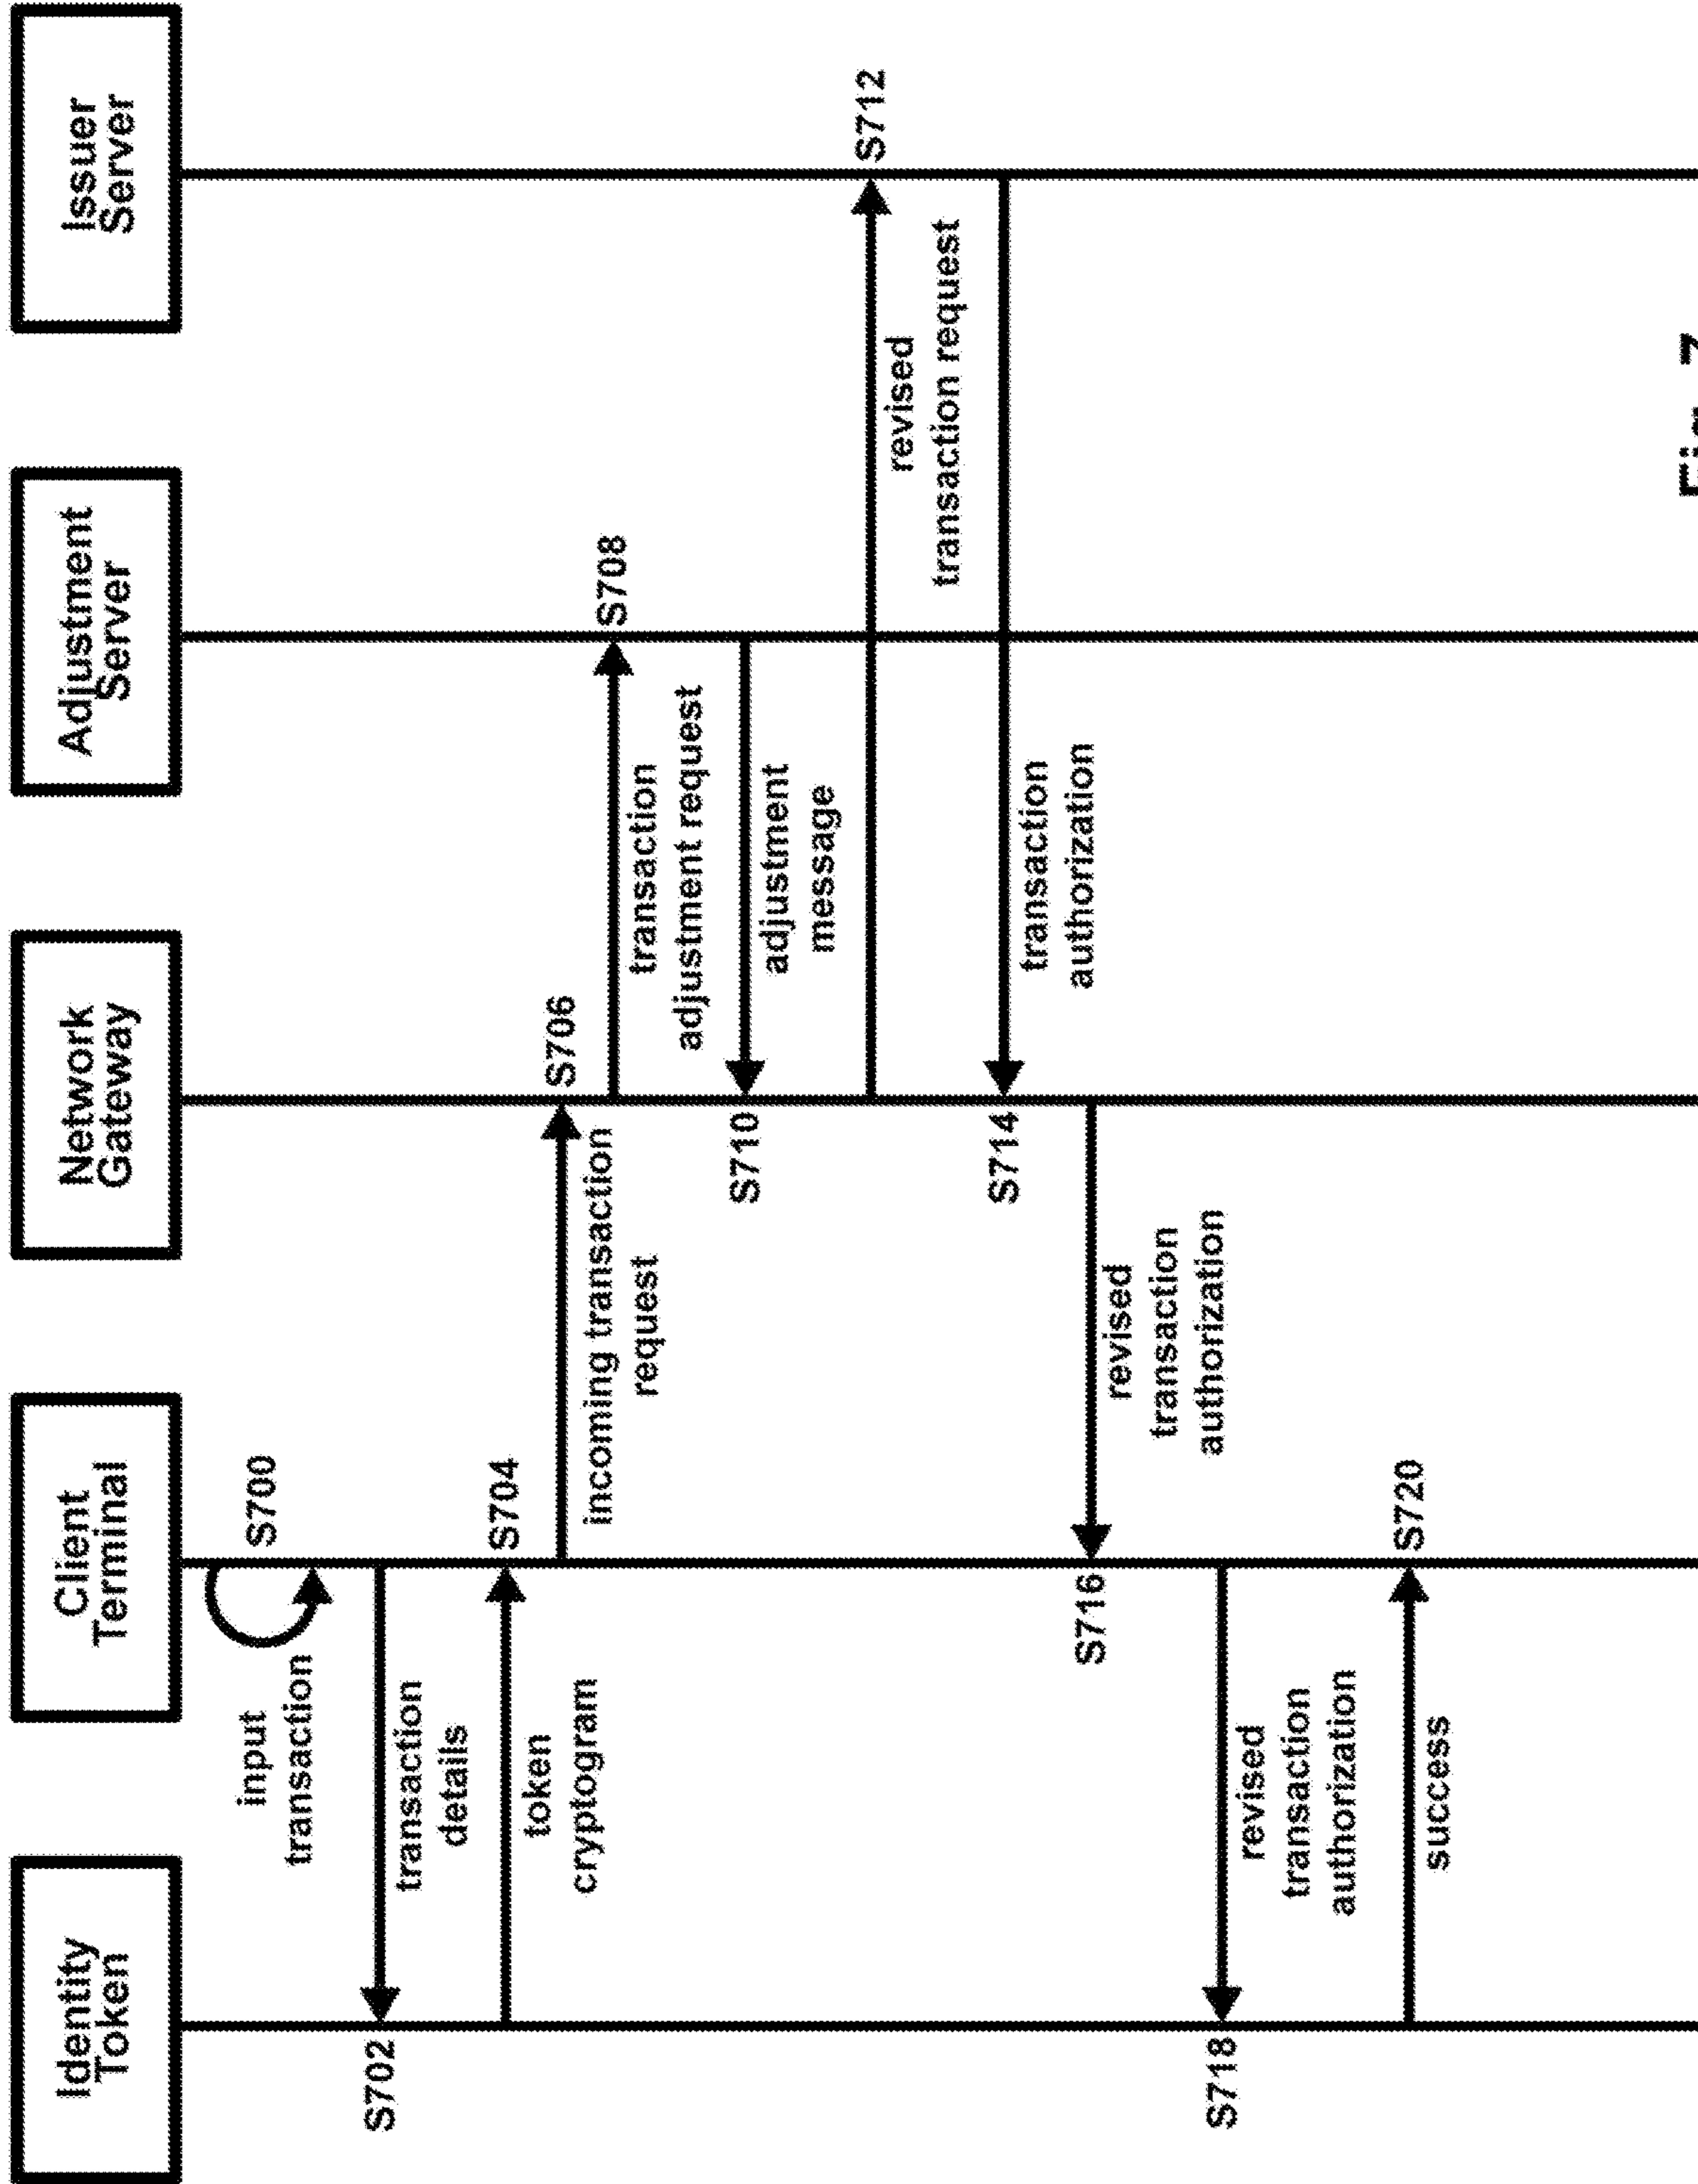 Identity
Token
Client
Terminal
Network
Gateway
Adjustment
Server
Issuer
Server
S700
input
transaction
S702
transaction
details
S704
token
cryptogram
S706
incoming transaction
request
S708
transaction
adjustment request
S710
adjustment
message
S712
revised
transaction request
S714
transaction
authorization
S716
revised
transaction
authorization
S718
revised
transaction
authorization
S720
success
Fig. 7